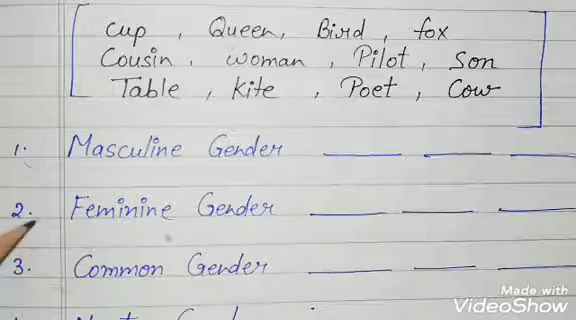 cup , Queen, Bird , fox
Cousin , woman , Pilot , Son
Table , Kite , Poet , Cow
1. Masculine Gender
2. Feminine Gender
3. Common Gender
Made with
VideoShow